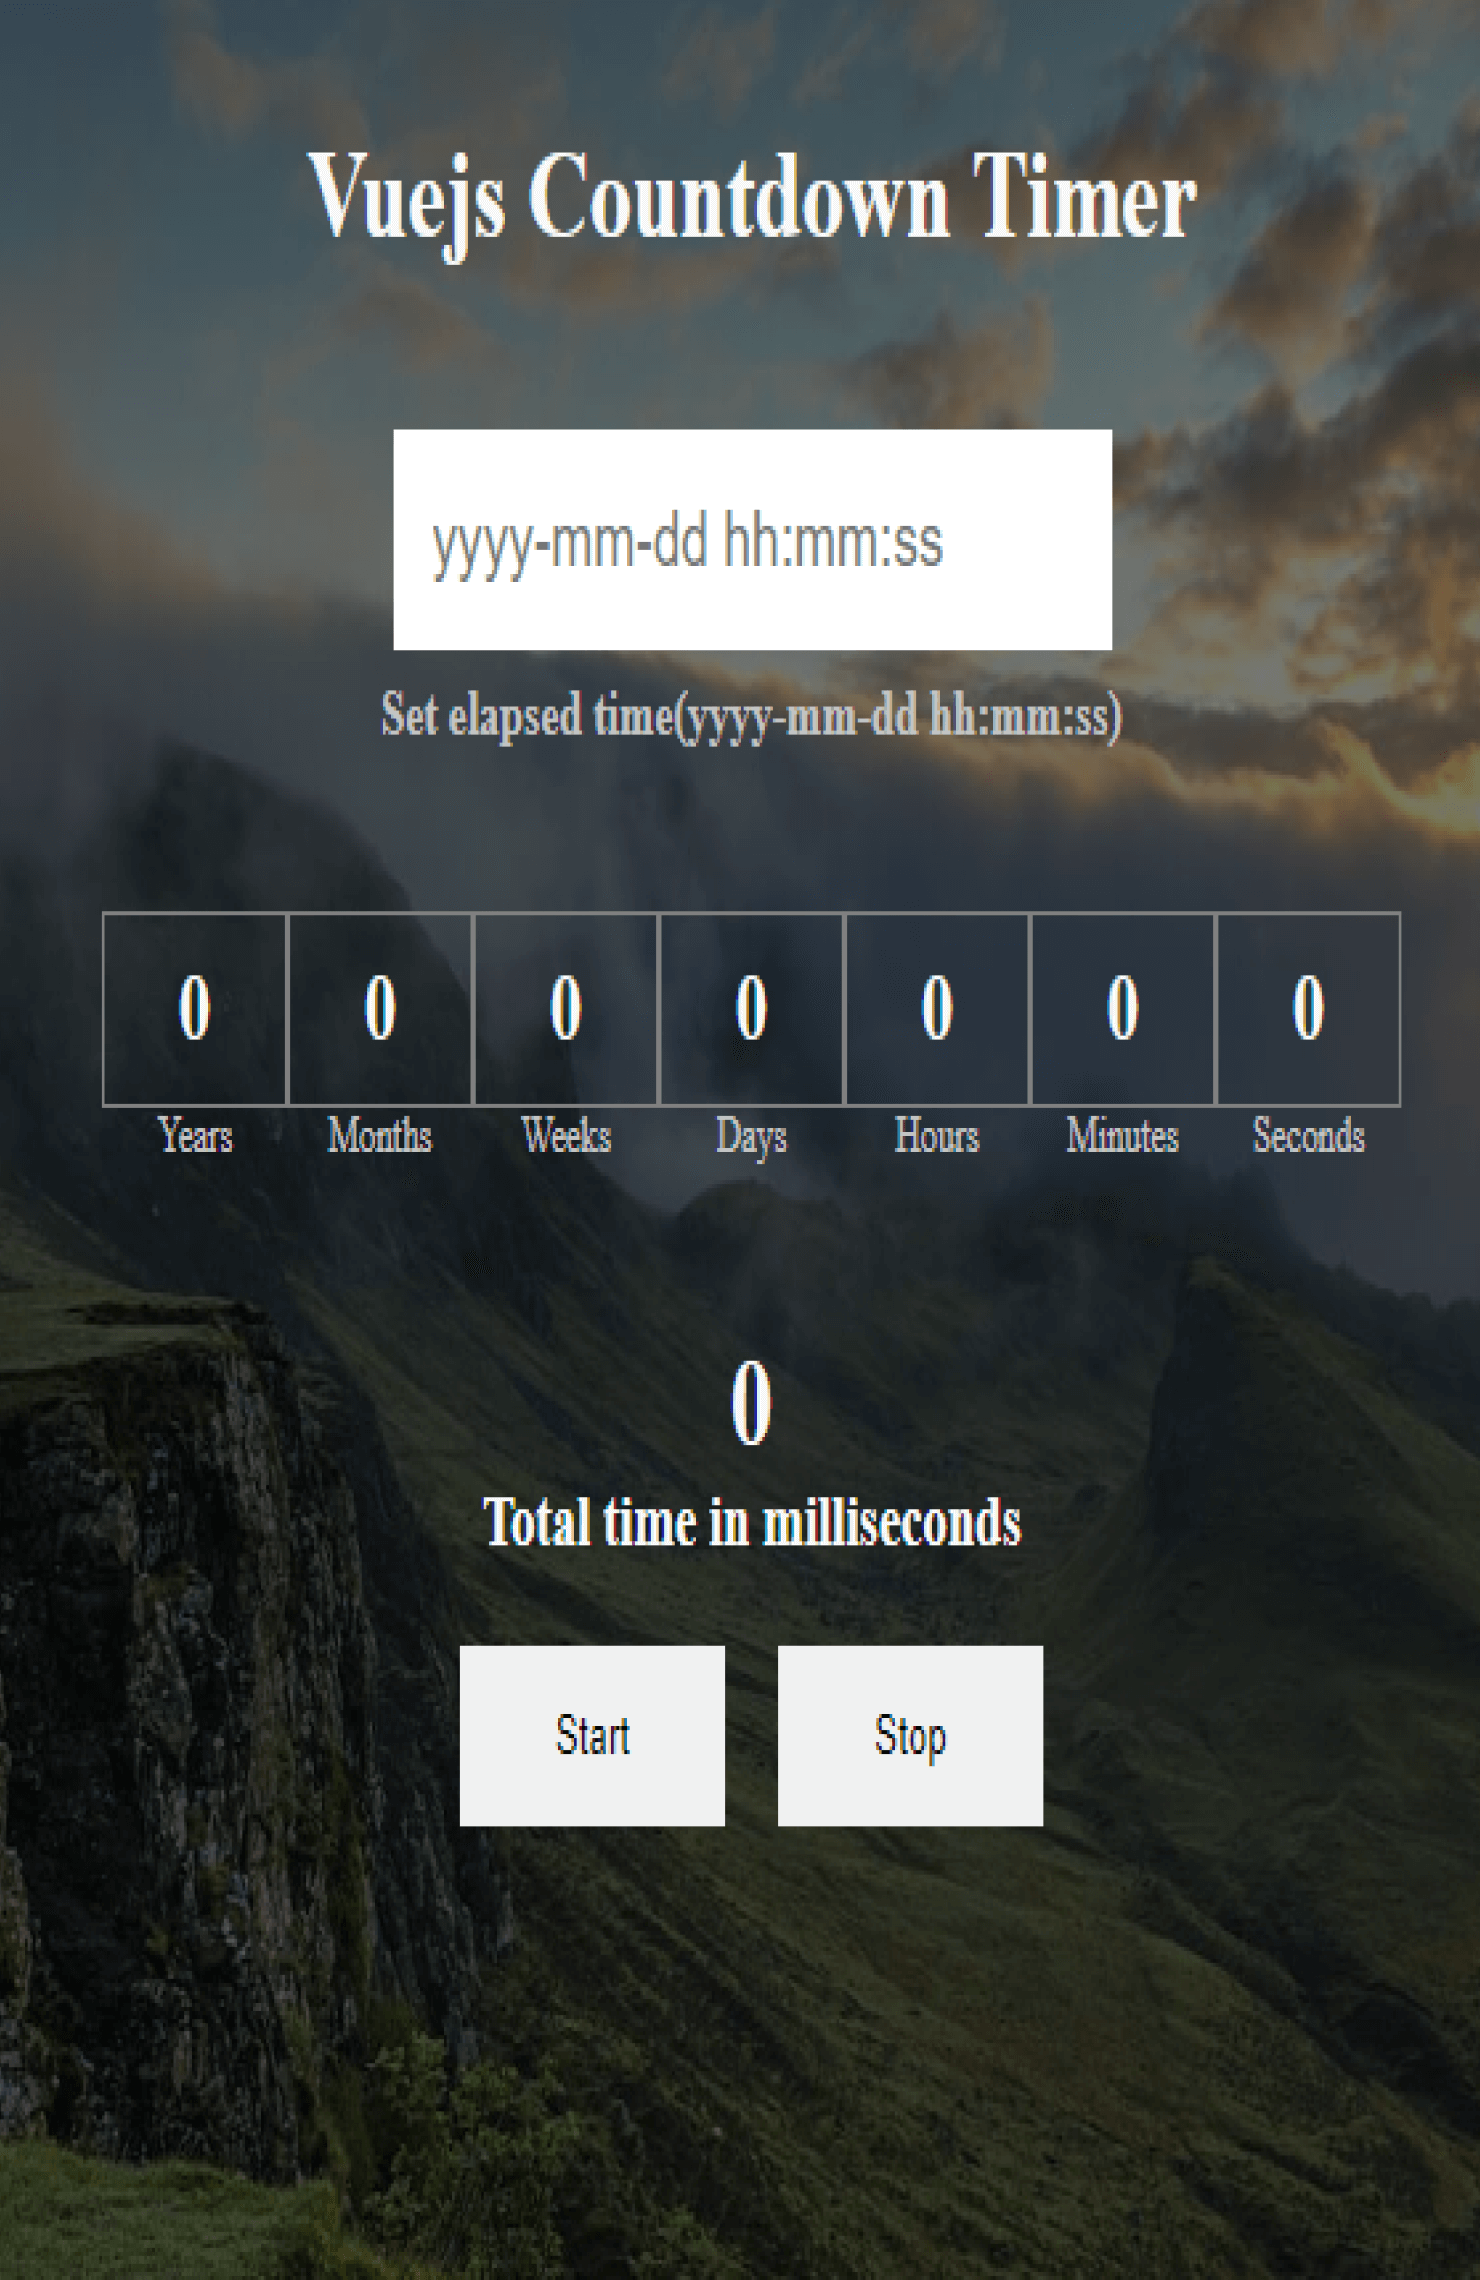 Vuejs Countdown Timer
yyyy-mm-dd hh:mm:ss
Set elapsed time(yyyy-mm-dd hh:mm:ss)
0 0 0 0 0 0 0
Years Months Weeks Days Hours Minutes Seconds
0
Total time in milliseconds
Start Stop